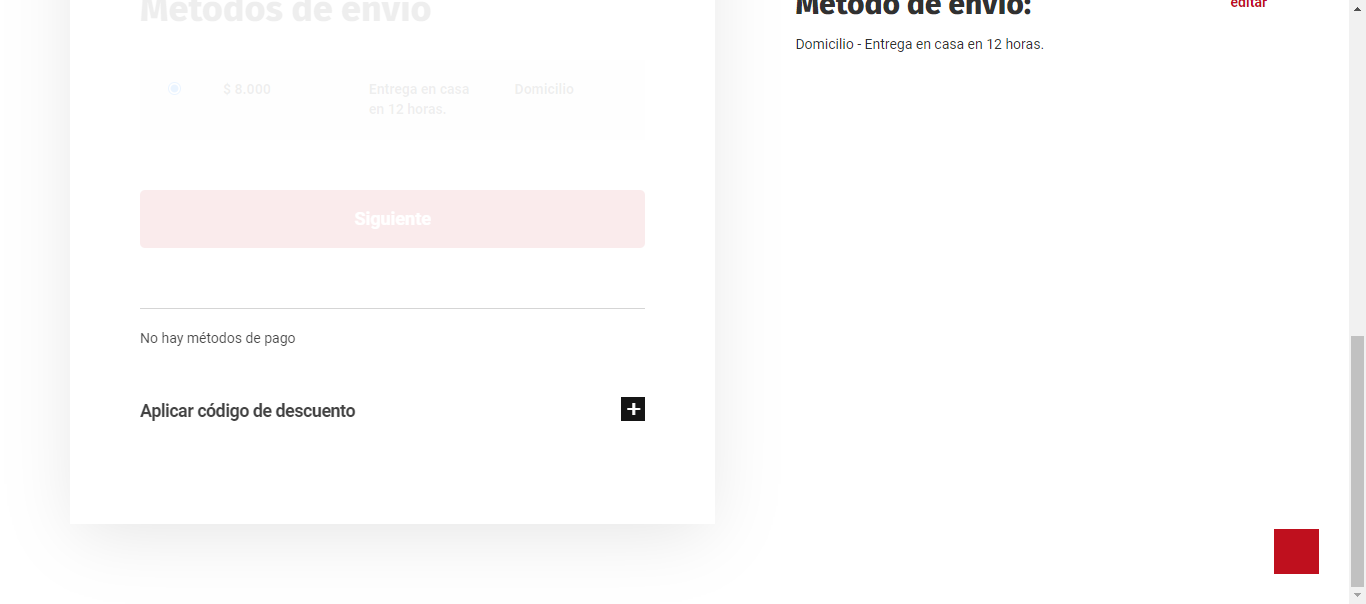 Métodos de envío
$ 8.000
Entrega en casa
en 12 horas.
Domicilio
Siguiente
No hay métodos de pago
Aplicar código de descuento
Método de envío:
editar
Domicilio - Entrega en casa en 12 horas.